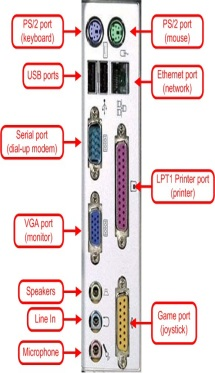 PS/2 port
(keyboard)
PS/2 port
(mouse)
USB ports
Ethernet port
(network)
Serial port
(dial-up modem)
LPT1 Printer port
(printer)
VGA port
(monitor)
Speakers
Line In
Microphone
Game port
(joystick)